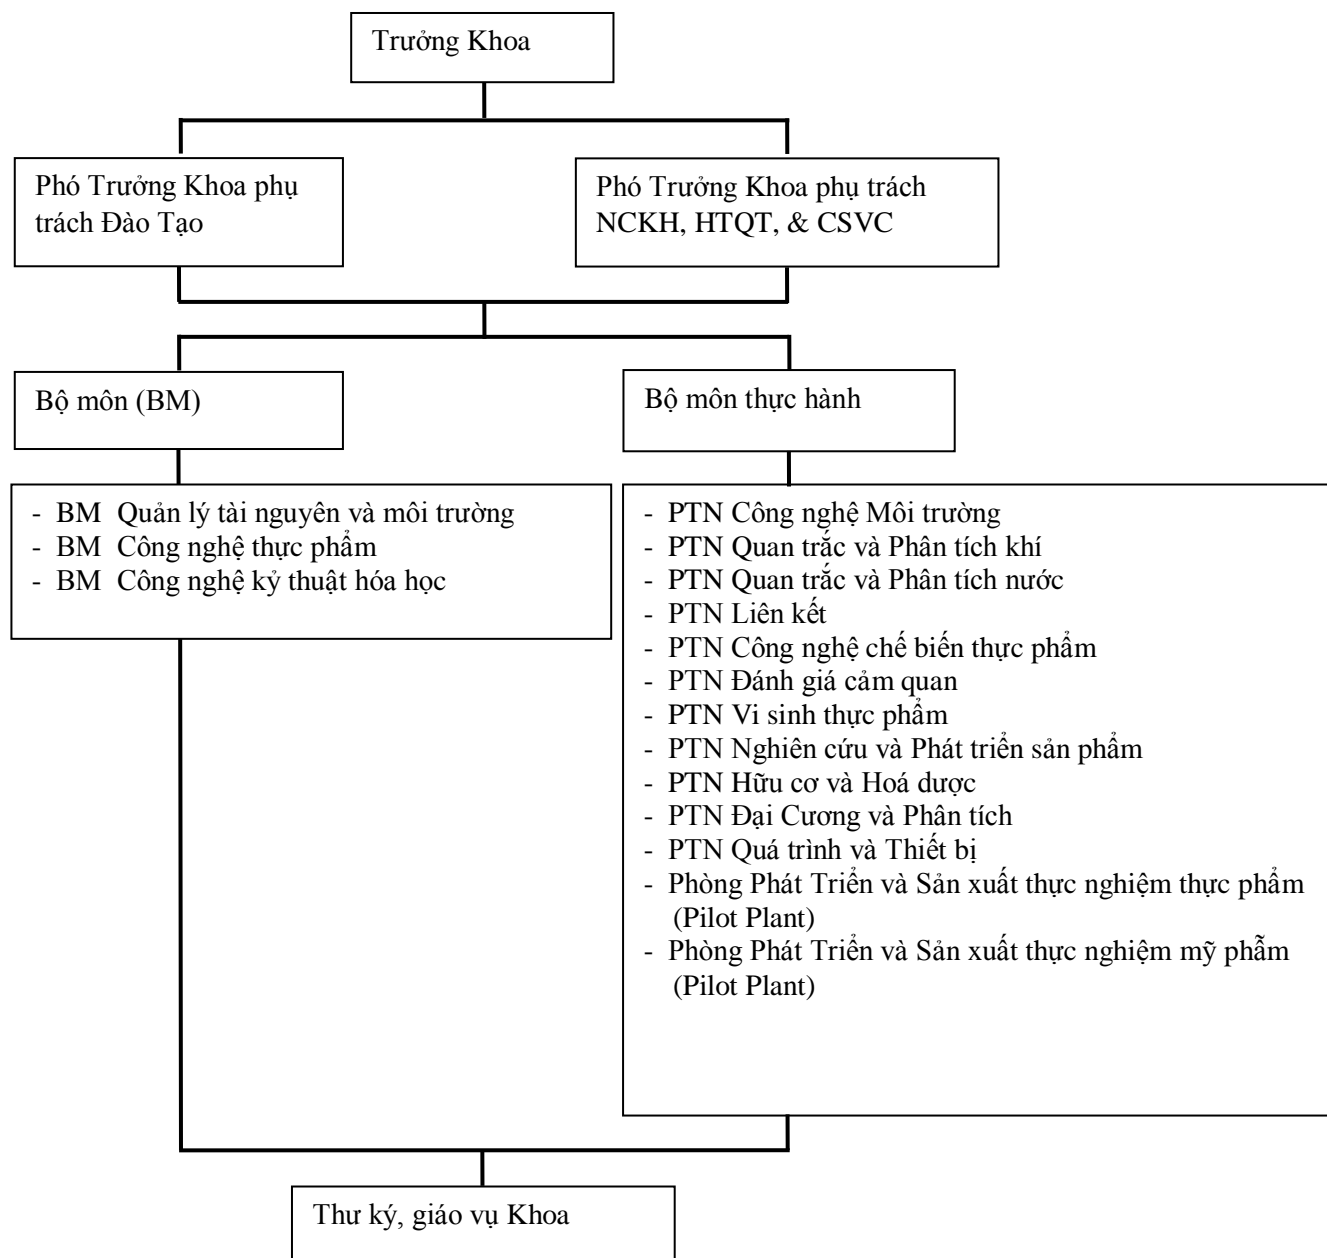 Trưởng Khoa
Phó Trưởng Khoa phụ
trách Đào Tạo
Phó Trưởng Khoa phụ trách
NCKH, HTQT, & CSVC
Bộ môn (BM)
Bộ môn thực hành
- BM Quản lý tài nguyên và môi trường
- BM Công nghệ thực phẩm
- BM Công nghệ kỷ thuật hóa học
- PTN Công nghệ Môi trường
- PTN Quan trắc và Phân tích khí
- PTN Quan trắc và Phân tích nước
- PTN Liên kết
- PTN Công nghệ chế biến thực phẩm
- PTN Đánh giá cảm quan
- PTN Vi sinh thực phẩm
- PTN Nghiên cứu và Phát triển sản phẩm
- PTN Hữu cơ và Hoá dược
- PTN Đại Cương và Phân tích
- PTN Quá trình và Thiết bị
- Phòng Phát Triển và Sản xuất thực nghiệm thực phẩm
(Pilot Plant)
- Phòng Phát Triển và Sản xuất thực nghiệm mỹ phẫm
(Pilot Plant)
Thư ký, giáo vụ Khoa